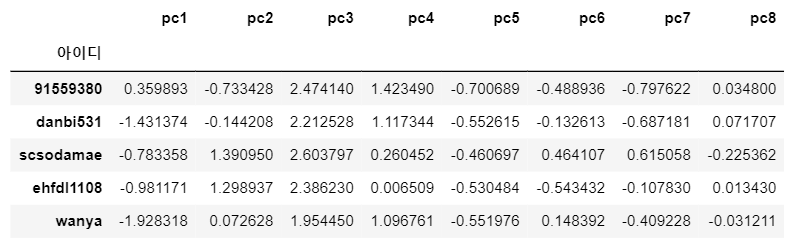 pc1 pc2 pc3 pc4 pc5 pc6 pc7 pc8
아이디
91559380 0.359893 -0.733428 2.474140 1.423490 -0.700689 -0.488936 -0.797622 0.034800
danbi531 -1.431374 -0.144208 2.212528 1.117344 -0.552615 -0.132613 -0.687181 0.071707
scsodamae -0.783358 1.390950 2.603797 0.260452 -0.460697 0.464107 0.615058 -0.225362
ehfdl1108 -0.981171 1.298937 2.386230 0.006509 -0.530484 -0.543432 -0.107830 0.013430
wanya -1.928318 0.072628 1.954450 1.096761 -0.551976 0.148392 -0.409228 -0.031211